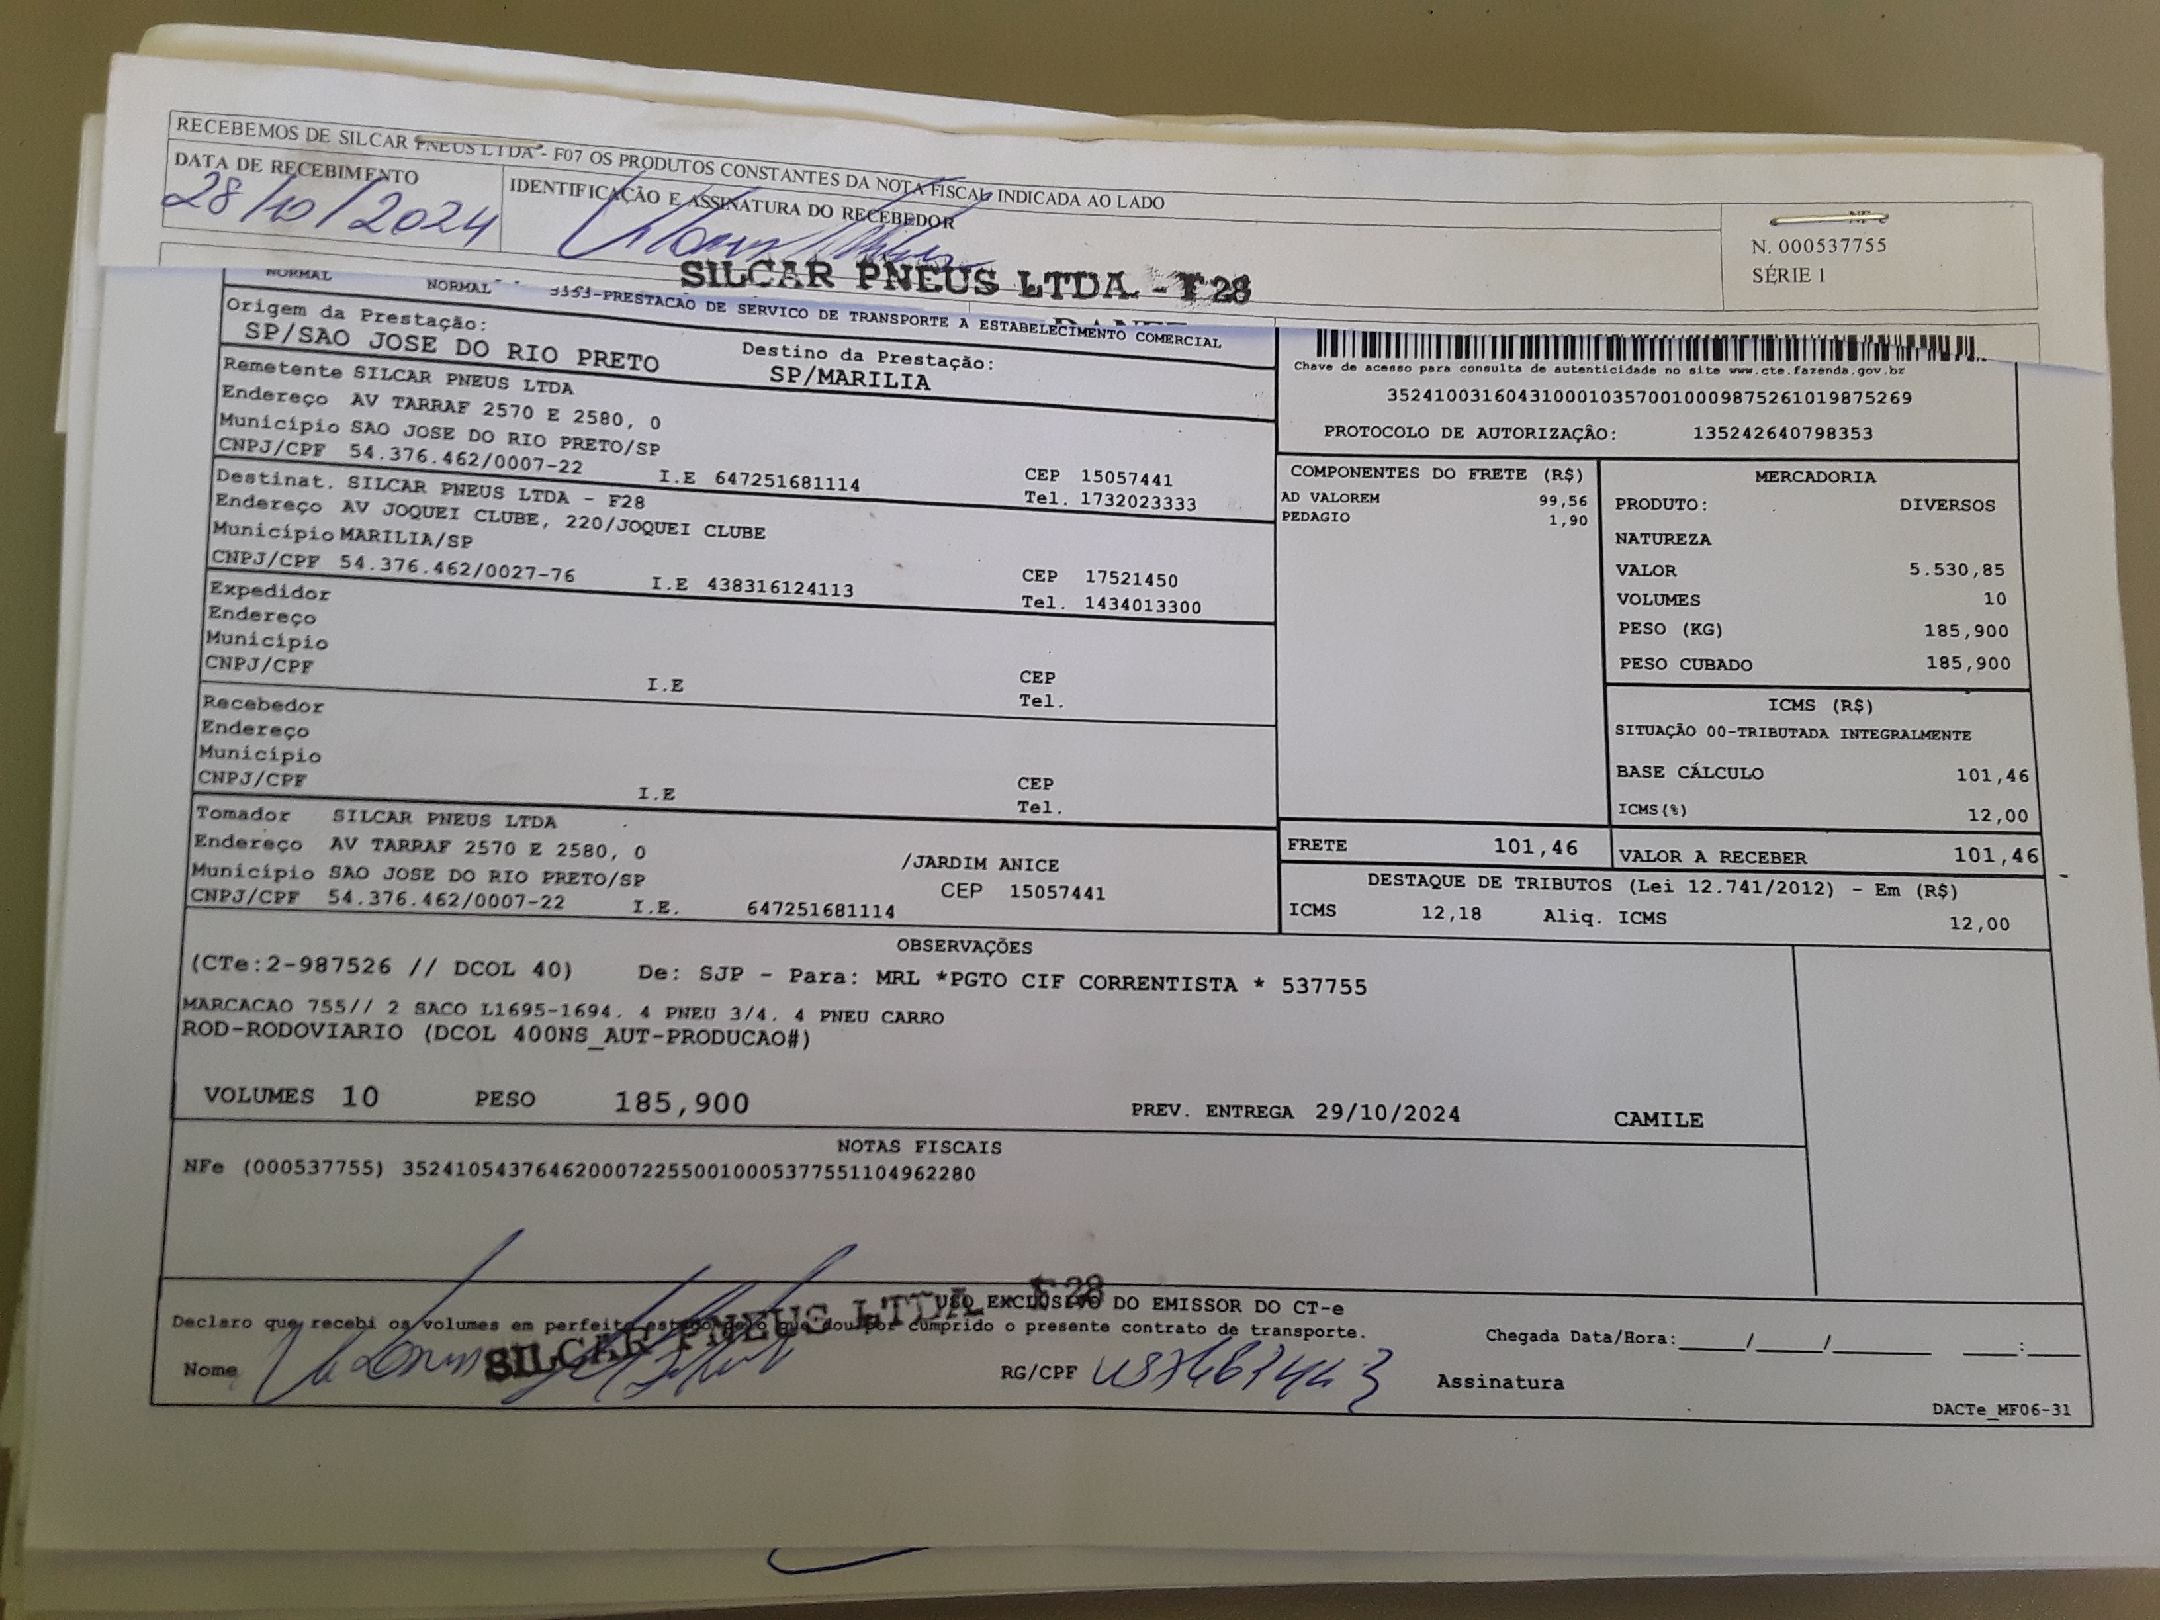 RECEBEMOS DE SILCAR PNEUS LTDA - F07 OS PRODUTOS CONSTANTES DA NOTA FISCAL INDICADA AO LADO
DATA DE RECEBIMENTO
28/10/2024
IDENTIFICAÇÃO E ASSINATURA DO RECEBEDOR
N. 000537755
SÉRIE 1
SILCAR PNEUS LTDA - F28
NORMAL NORMAL 5353-PRESTACAO DE SERVICO DE TRANSPORTE A ESTABELECIMENTO COMERCIAL
Origem da Prestação:
SP/SAO JOSE DO RIO PRETO
Destino da Prestação:
SP/MARILIA
Remetente SILCAR PNEUS LTDA
Endereço AV TARRAF 2570 E 2580, 0
Município SAO JOSE DO RIO PRETO/SP
CNPJ/CPF 54.376.462/0007-22 I.E 647251681114
CEP 15057441
Tel. 1732023333
Destinat. SILCAR PNEUS LTDA - F28
Endereço AV JOQUEI CLUBE, 220/JOQUEI CLUBE
Município MARILIA/SP
CNPJ/CPF 54.376.462/0027-76 I.E 438316124113
CEP 17521450
Tel. 1434013300
Expedidor
Endereço
Município
CNPJ/CPF
I.E
CEP
Tel.
Recebedor
Endereço
Município
CNPJ/CPF
I.E
CEP
Tel.
Tomador SILCAR PNEUS LTDA
Endereço AV TARRAF 2570 E 2580, 0 /JARDIM ANICE
Município SAO JOSE DO RIO PRETO/SP CEP 15057441
CNPJ/CPF 54.376.462/0007-22 I.E. 647251681114
Chave de acesso para consulta de autenticidade no site www.cte.fazenda.gov.br
35241003160431000103570010009875261019875269
PROTOCOLO DE AUTORIZAÇÃO: 135242640798353
COMPONENTES DO FRETE (R$)
AD VALOREM 99,56
PEDAGIO 1,90
MERCADORIA
PRODUTO: DIVERSOS
NATUREZA
VALOR 5.530,85
VOLUMES 10
PESO (KG) 185,900
PESO CUBADO 185,900
ICMS (R$)
SITUAÇÃO 00-TRIBUTADA INTEGRALMENTE
BASE CÁLCULO 101,46
ICMS(%) 12,00
FRETE 101,46
VALOR A RECEBER 101,46
DESTAQUE DE TRIBUTOS (Lei 12.741/2012) - Em (R$)
ICMS 12,18 Aliq. ICMS 12,00
OBSERVAÇÕES
(CTe:2-987526 // DCOL 40) De: SJP - Para: MRL *PGTO CIF CORRENTISTA * 537755
MARCACAO 755// 2 SACO L1695-1694. 4 PNEU 3/4. 4 PNEU CARRO
ROD-RODOVIARIO (DCOL 400NS_AUT-PRODUCAO#)
VOLUMES 10 PESO 185,900 PREV. ENTREGA 29/10/2024 CAMILE
NOTAS FISCAIS
NFe (000537755) 35241054376462000722550010005377551104962280
USO EXCLUSIVO DO EMISSOR DO CT-e
Declaro que recebi os volumes em perfeito estado pelo que dou por cumprido o presente contrato de transporte.
SILCAR PNEUS LTDA F28
Chegada Data/Hora:____/____/______ ___:___
Nome
RG/CPF
Assinatura
DACTe_MF06-31